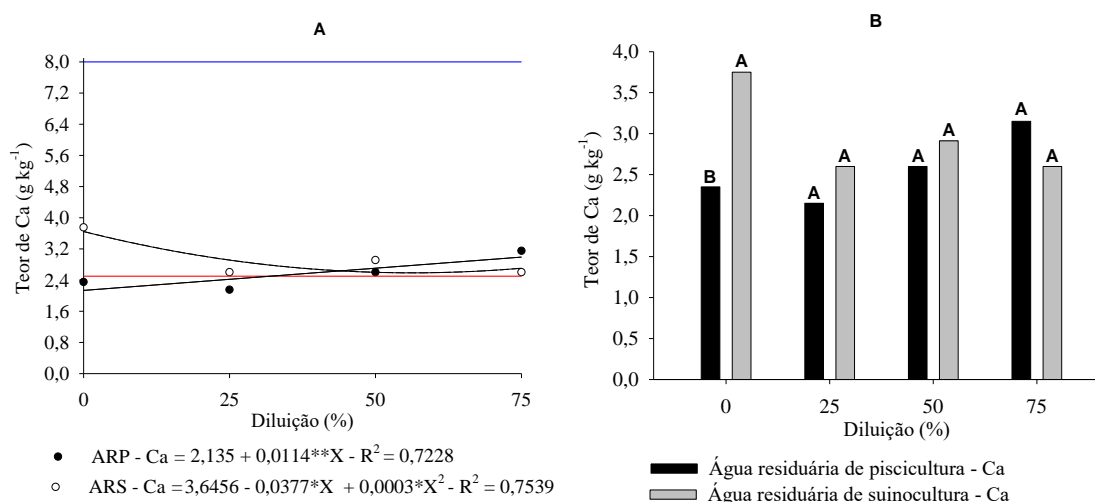 A
8,0
7,2
6,4
5,6
4,8
4,0
3,2
2,4
1,6
0,8
0,0
Teor de Ca (g kg-1)
0 25 50 75
Diluição (%)
ARP - Ca = 2,135 + 0,0114**X - R2 = 0,7228
ARS - Ca =3,6456 - 0,0377*X + 0,0003*X2 - R2 = 0,7539
B
4,0
3,5
3,0
2,5
2,0
1,5
1,0
0,5
0,0
Teor de Ca (g kg-1)
B A A A A A A A
0 25 50 75
Diluição (%)
Água residuária de piscicultura - Ca
Água residuária de suinocultura - Ca